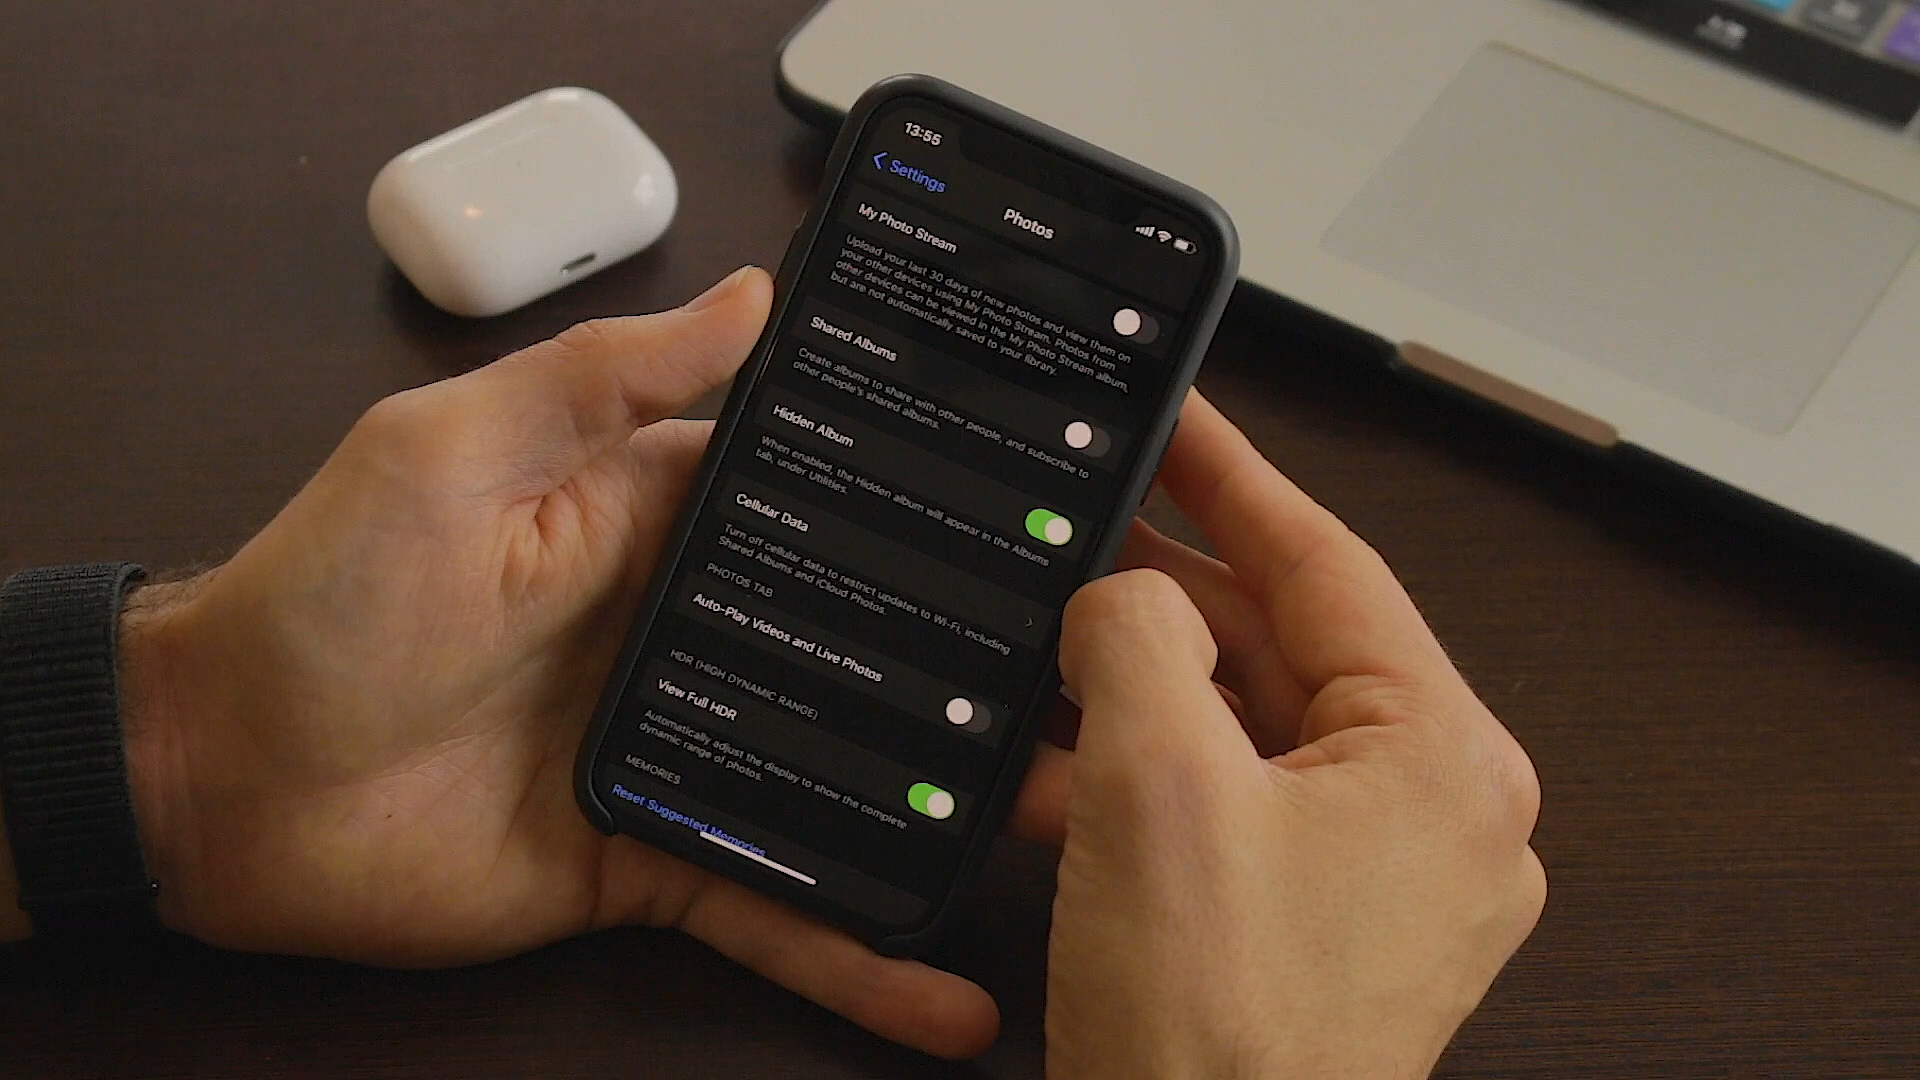 13:55
Settings
Photos
My Photo Stream
Upload your last 30 days of new photos and view them on
your other devices using My Photo Stream. Photos from
other devices can be viewed in the My Photo Stream album,
but are not automatically saved to your library.
Shared Albums
Create albums to share with other people, and subscribe to
other people's shared albums.
Hidden Album
When enabled, the Hidden album will appear in the Albums
tab, under Utilities.
Cellular Data
Turn off cellular data to restrict updates to Wi-Fi, including
Shared Albums and iCloud Photos.
PHOTOS TAB
Auto-Play Videos and Live Photos
HDR (HIGH DYNAMIC RANGE)
View Full HDR
Automatically adjust the display to show the complete
dynamic range of photos.
MEMORIES
Reset Suggested Memories